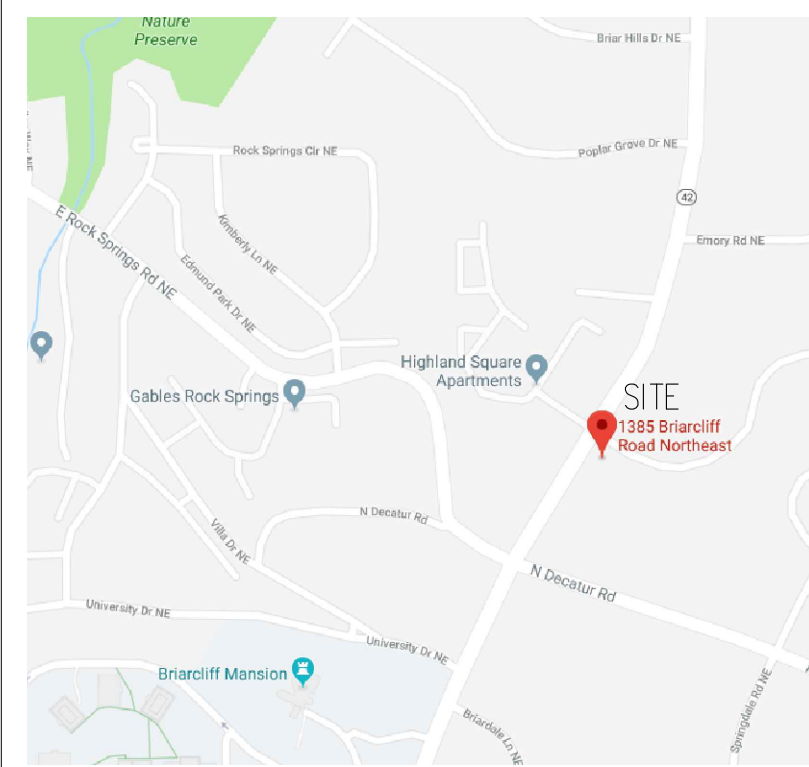 Nature
Preserve
Briar Hills Dr NE
Rock Springs Cir NE
Poplar Grove Dr NE
42
E Rock Springs Rd NE
Kimberly Ln NE
Emory Rd NE
Edmund Park Dr NE
Highland Square
Apartments
Gables Rock Springs
SITE
1385 Briarcliff
Road Northeast
N Decatur Rd
Villa Dr NE
N Decatur Rd
University Dr NE
University Dr NE
Briarcliff Mansion
Springdale Rd NE
Briardale Ln NE